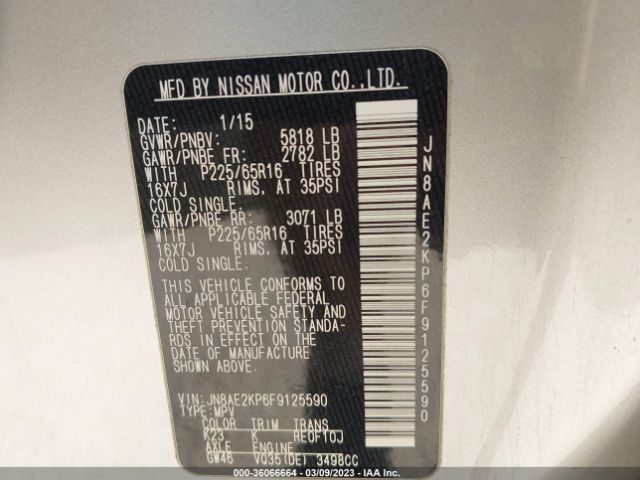 MFD BY NISSAN MOTOR CO.,LTD.
DATE: 1/15
GVWR/PNBV: 5818 LB
GAWR/PNBE FR: 2782 LB
WITH P225/65R16 TIRES
16X7J RIMS, AT 35PSI
COLD SINGLE.
GAWR/PNBE RR: 3071 LB
WITH P225/65R16 TIRES
16X7J RIMS, AT 35PSI
COLD SINGLE.
THIS VEHICLE CONFORMS TO
ALL APPLICABLE FEDERAL
MOTOR VEHICLE SAFETY AND
THEFT PREVENTION STANDA-
RDS IN EFFECT ON THE
DATE OF MANUFACTURE
SHOWN ABOVE.
VIN: JN8AE2KP6F9125590
TYPE: MPV
COLOR TRIM TRANS
K23 K RE0F10J
AXLE ENGINE
GW46 VQ35(DE) 3498CC
JN8AE2KP6F9125590
000-36066664 - 03/09/2023 - IAA Inc.